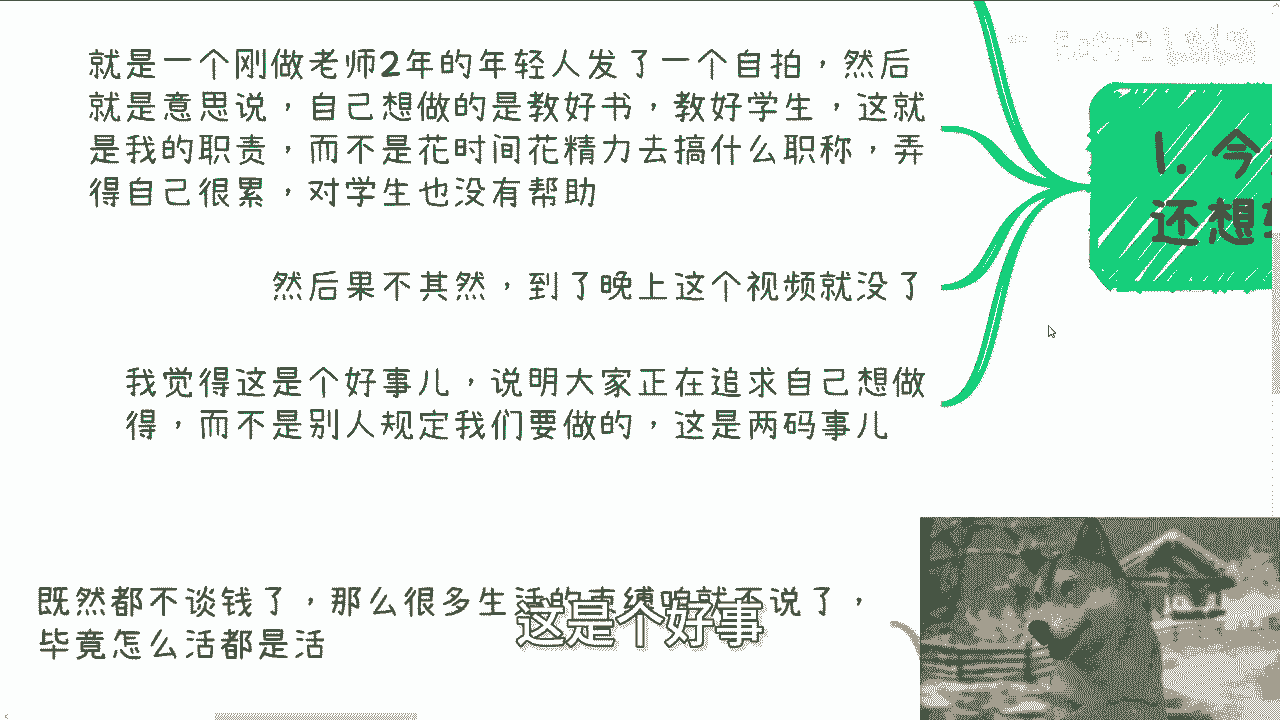 就是一个刚做老师2年的年轻人发了一个自拍，然后
就是意思说，自己想做的是教好书，教好学生，这就
是我的职责，而不是花时间花精力去搞什么职称，弄
得自己很累，对学生也没有帮助
然后果不其然，到了晚上这个视频就没了
我觉得这是个好事儿，说明大家正在追求自己想做
得，而不是别人规定我们要做的，这是两码事儿
1. 今
还想
既然都不谈钱了，那么很多生活的束缚咱就不说了，
毕竟怎么活都是活
这是个好事